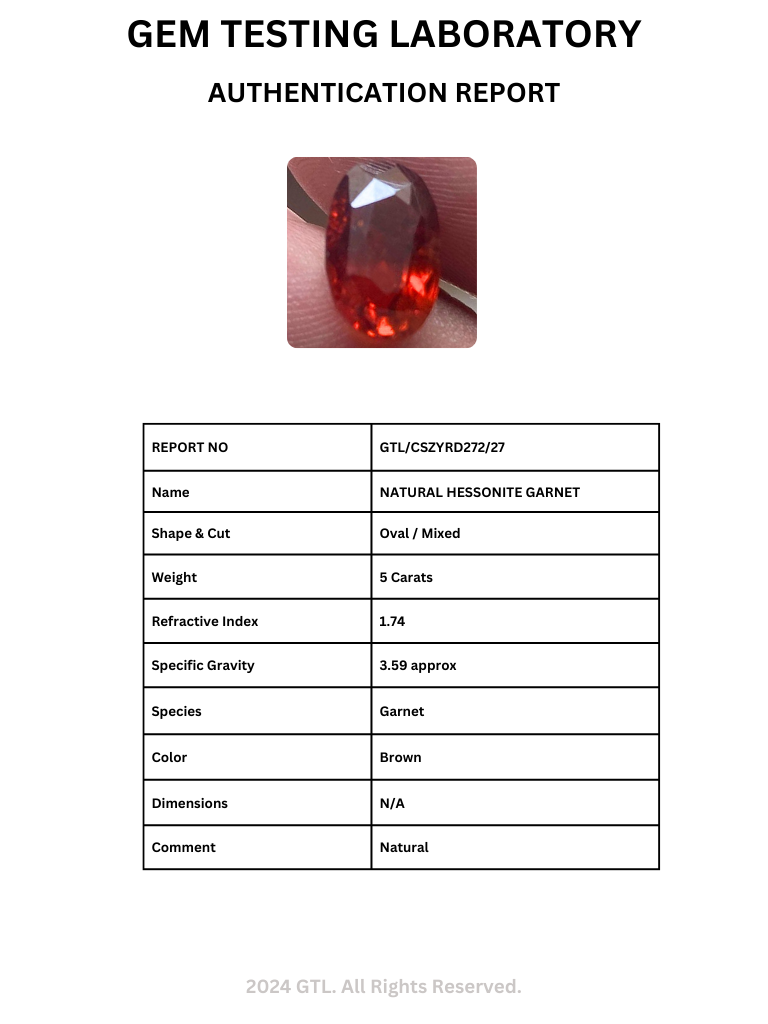 GEM TESTING LABORATORY
AUTHENTICATION REPORT
REPORT NO GTL/CSZYRD272/27
Name NATURAL HESSONITE GARNET
Shape & Cut Oval / Mixed
Weight 5 Carats
Refractive Index 1.74
Specific Gravity 3.59 approx
Species Garnet
Color Brown
Dimensions N/A
Comment Natural
2024 GTL. All Rights Reserved.